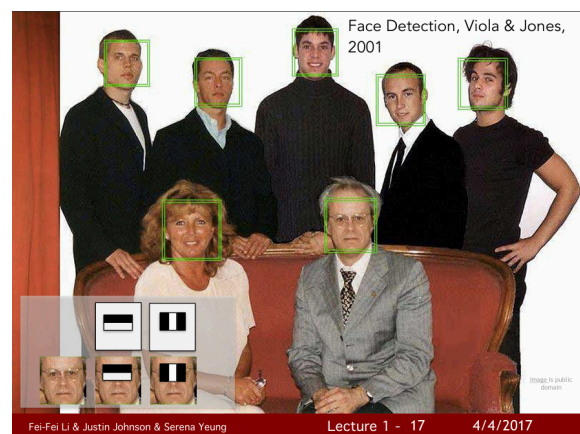 Face Detection, Viola & Jones,
2001
Image is public
domain
Fei-Fei Li & Justin Johnson & Serena Yeung
Lecture 1 - 17
4/4/2017